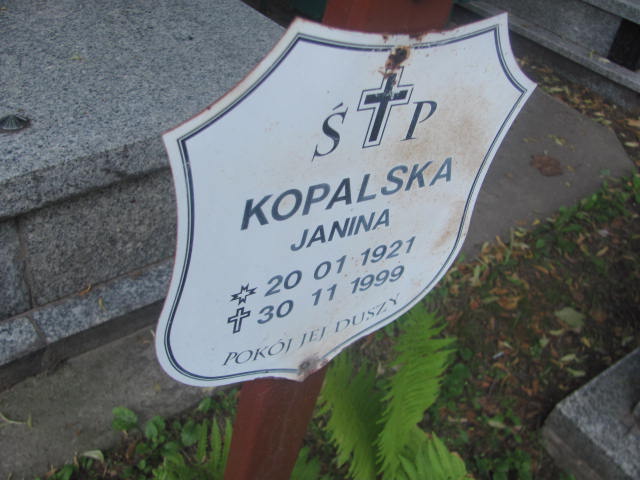 Ś P
KOPALSKA
JANINA
20 01 1921
30 11 1999
POKÓJ JEJ DUSZY